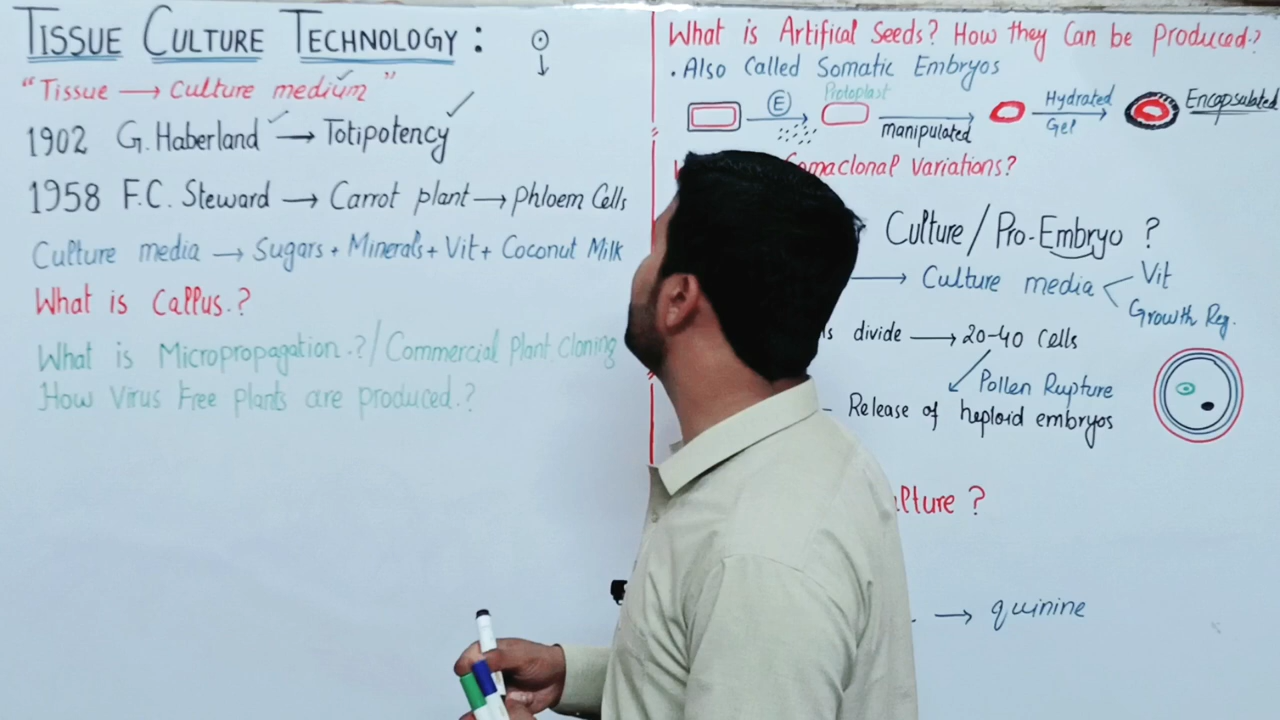 TISSUE CULTURE TECHNOLOGY :
"Tissue → Culture medium"
1902 G. Haberland → Totipotency
1958 F.C. Steward → Carrot plant → Phloem Cells
Culture media → Sugars + Minerals + Vit + Coconut Milk
What is Callus.?
What is Micropropagation.?/Commercial Plant Cloning
How Virus Free plants are produced.?
What is Artifical Seeds? How they Can be Produced.?
. Also Called Somatic Embryos
E Protoplast manipulated Hydrated Gel Encapsulated
Somaclonal Variations?
Culture/Pro-Embryo ?
→ Culture media Vit
Growth Reg.
divide → 20-40 Cells
Pollen Rupture
- Release of heploid embryos
?
→ quinine